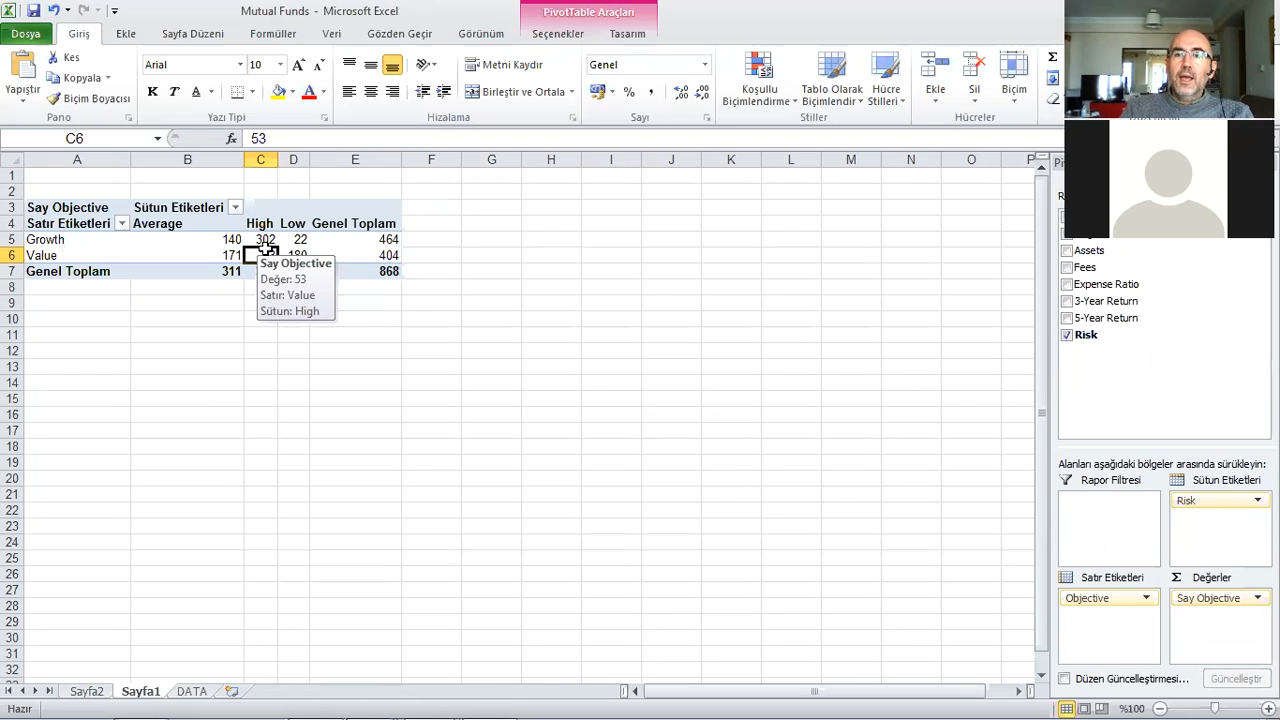 Mutual Funds - Microsoft Excel
PivotTable Araçları
Dosya Giriş Ekle Sayfa Düzeni Formüller Veri Gözden Geçir Görünüm Seçenekler Tasarım
Yapıştır
Kes
Kopyala
Biçim Boyacısı
Pano
Arial 10
K T A
Yazı Tipi
Metni Kaydır
Birleştir ve Ortala
Hizalama
Genel
Sayı
Koşullu Biçimlendirme
Tablo Olarak Biçimlendir
Hücre Stilleri
Stiller
Ekle Sil Biçim
Hücreler
C6 fx 53
A B C D E F G H I J K L M N O P
1
2
3 Say Objective Sütun Etiketleri
4 Satır Etiketleri Average High Low Genel Toplam
5 Growth 140 302 22 464
6 Value 171 180 404
7 Genel Toplam 311 868
Say Objective
Değer: 53
Satır: Value
Sütun: High
8
9
10
11
12
13
14
15
16
17
18
19
20
21
22
23
24
25
26
27
28
29
30
31
32
Assets
Fees
Expense Ratio
3-Year Return
5-Year Return
Risk
Alanları aşağıdaki bölgeler arasında sürükleyin:
Rapor Filtresi Sütun Etiketleri
Risk
Satır Etiketleri Σ Değerler
Objective Say Objective
Düzen Güncelleştirmesi... Güncelleştir
Sayfa2 Sayfa1 DATA
Hazır %100